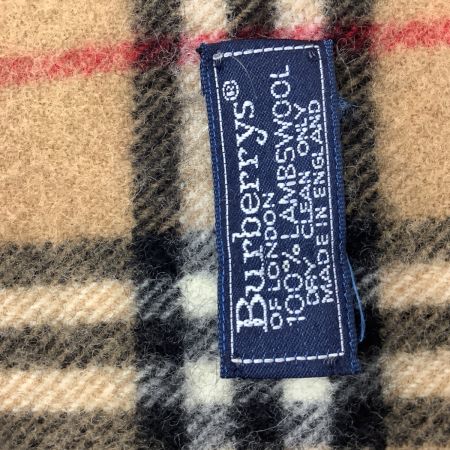 Burberrys®
OF LONDON
100% LAMBSWOOL
DRY CLEAN ONLY
MADE IN ENGLAND